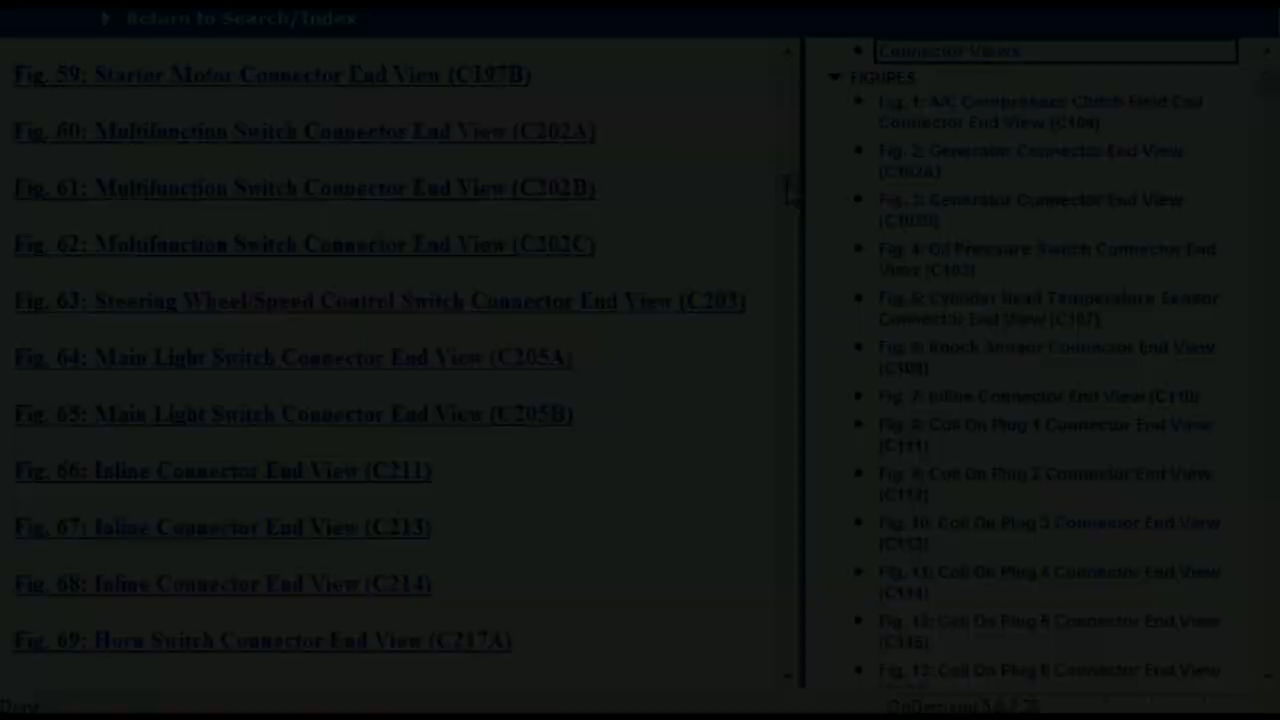 Return to Search/Index
Fig. 59: Starter Motor Connector End View (C197B)
Fig. 60: Multifunction Switch Connector End View (C202A)
Fig. 61: Multifunction Switch Connector End View (C202B)
Fig. 62: Multifunction Switch Connector End View (C202C)
Fig. 63: Steering Wheel/Speed Control Switch Connector End View (C203)
Fig. 64: Main Light Switch Connector End View (C205A)
Fig. 65: Main Light Switch Connector End View (C205B)
Fig. 66: Inline Connector End View (C211)
Fig. 67: Inline Connector End View (C213)
Fig. 68: Inline Connector End View (C214)
Fig. 69: Horn Switch Connector End View (C217A)
Connector Views
FIGURES
Fig. 1: A/C Compressor Clutch Field Coil
Connector End View (C100)
Fig. 2: Generator Connector End View
(C102A)
Fig. 3: Generator Connector End View
(C102B)
Fig. 4: Oil Pressure Switch Connector End
View (C103)
Fig. 5: Cylinder Head Temperature Sensor
Connector End View (C107)
Fig. 6: Knock Sensor Connector End View
(C109)
Fig. 7: Inline Connector End View (C110)
Fig. 8: Coil On Plug 1 Connector End View
(C111)
Fig. 9: Coil On Plug 2 Connector End View
(C112)
Fig. 10: Coil On Plug 3 Connector End View
(C113)
Fig. 11: Coil On Plug 4 Connector End View
(C114)
Fig. 12: Coil On Plug 5 Connector End View
(C115)
Fig. 13: Coil On Plug 6 Connector End View
Done